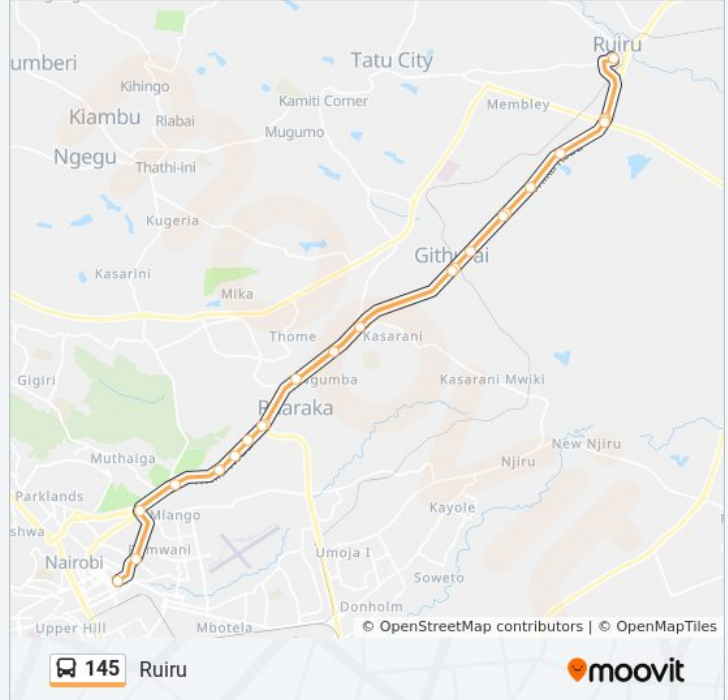 Ruiru
umberi
Tatu City
Kihingo
Kamiti Corner
Membley
Kiambu
Riabai
Mugumo
Ngegu
Thathi-ini
Kugeria
Githurai
Kasarini
Mika
Thome
Kasarani
Gigiri
Kasarani Mwiki
New Njiru
Muthaiga
Njiru
Parklands
Mlango
Kayole
Nairobi
Umoja I
Soweto
Donholm
Upper Hill
Mbotela
© OpenStreetMap contributors | © OpenMapTiles
145 Ruiru
moovit